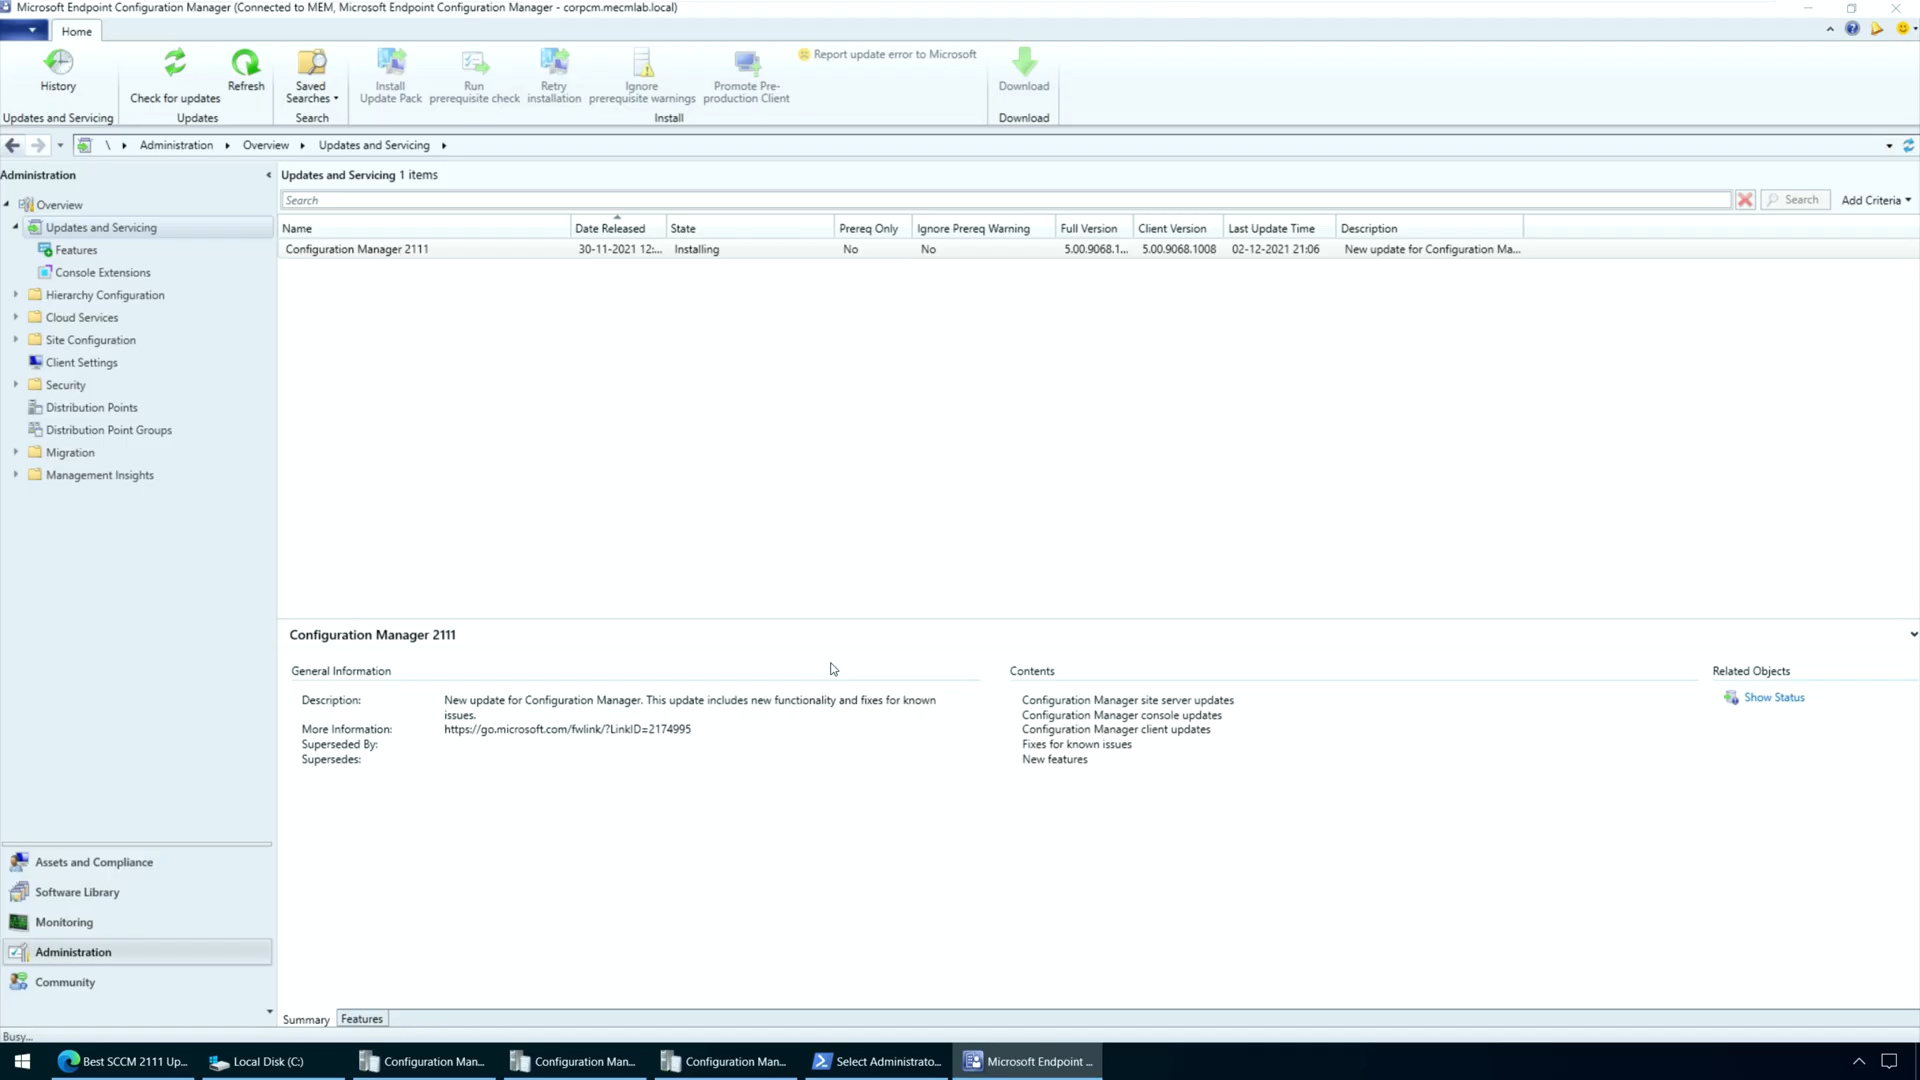 Microsoft Endpoint Configuration Manager (Connected to MEM, Microsoft Endpoint Configuration Manager - corpcm.mecmlab.local)
Home
History
Check for updates
Refresh
Saved
Searches
Install
Update Pack
Run
prerequisite check
Retry
installation
Ignore
prerequisite warnings
Promote Pre-
production Client
Report update error to Microsoft
Download
Updates and Servicing
Updates
Search
Install
Download
\ Administration Overview Updates and Servicing
Administration
Updates and Servicing 1 items
Search
Search
Add Criteria
Overview
Updates and Servicing
Features
Console Extensions
Hierarchy Configuration
Cloud Services
Site Configuration
Client Settings
Security
Distribution Points
Distribution Point Groups
Migration
Management Insights
Name Date Released State Prereq Only Ignore Prereq Warning Full Version Client Version Last Update Time Description
Configuration Manager 2111 30-11-2021 12:... Installing No No 5.00.9068.1... 5.00.9068.1008 02-12-2021 21:06 New update for Configuration Ma...
Configuration Manager 2111
General Information
Description: New update for Configuration Manager. This update includes new functionality and fixes for known
issues.
More Information: https://go.microsoft.com/fwlink/?LinkID=2174995
Superseded By:
Supersedes:
Contents
Configuration Manager site server updates
Configuration Manager console updates
Configuration Manager client updates
Fixes for known issues
New features
Related Objects
Show Status
Assets and Compliance
Software Library
Monitoring
Administration
Community
Summary Features
Busy...
Best SCCM 2111 Up... Local Disk (C:) Configuration Man... Configuration Man... Configuration Man... Select Administrato... Microsoft Endpoint ...